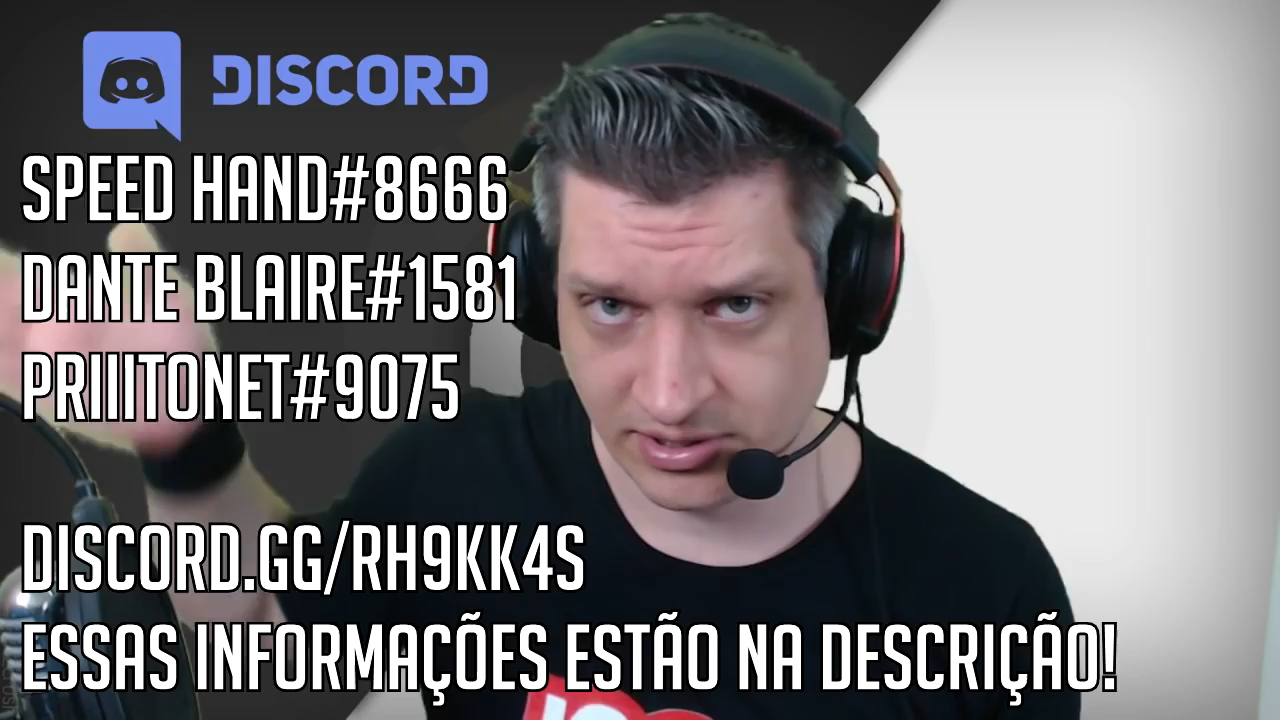 DISCORD
SPEED HAND#8666
DANTE BLAIRE#1581
PRIIITONET#9075
DISCORD.GG/RH9KK4S
ESSAS INFORMAÇÕES ESTÃO NA DESCRIÇÃO!